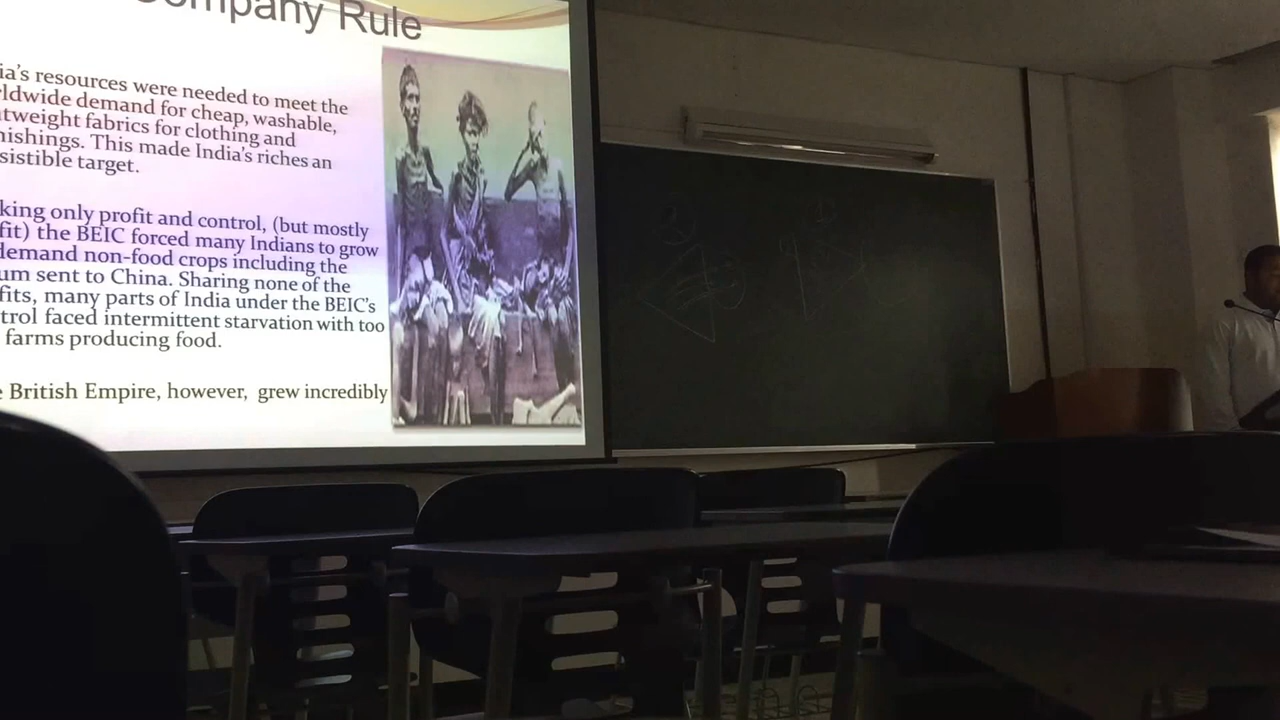 Company Rule
ia's resources were needed to meet the
ldwide demand for cheap, washable,
tweight fabrics for clothing and
nishings. This made India's riches an
sistible target.
king only profit and control, (but mostly
fit) the BEIC forced many Indians to grow
demand non-food crops including the
um sent to China. Sharing none of the
fits, many parts of India under the BEIC's
trol faced intermittent starvation with too
farms producing food.
e British Empire, however, grew incredibly